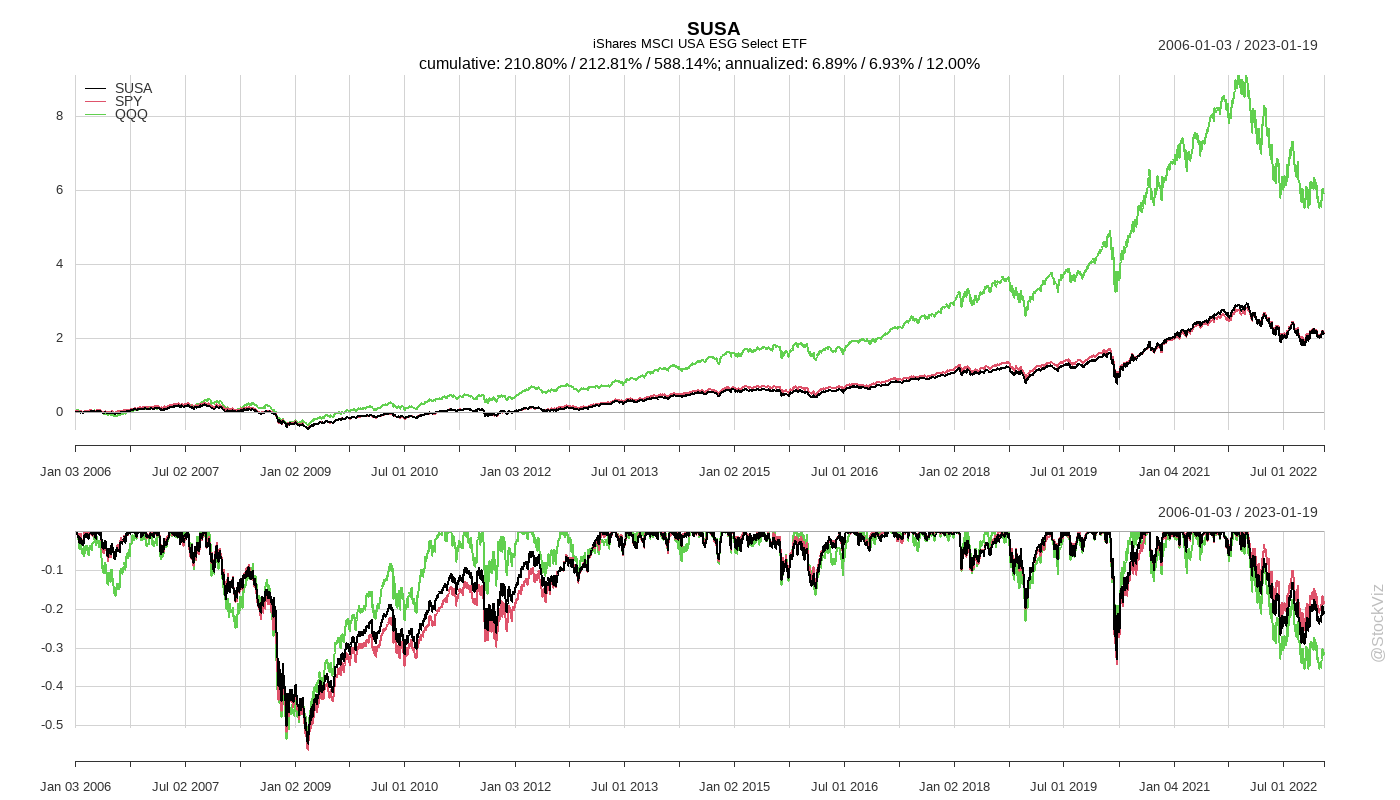 SUSA
iShares MSCI USA ESG Select ETF
2006-01-03 / 2023-01-19
cumulative: 210.80% / 212.81% / 588.14%; annualized: 6.89% / 6.93% / 12.00%
SUSA
SPY
QQQ
8
6
4
2
0
Jan 03 2006 Jul 02 2007 Jan 02 2009 Jul 01 2010 Jan 03 2012 Jul 01 2013 Jan 02 2015 Jul 01 2016 Jan 02 2018 Jul 01 2019 Jan 04 2021 Jul 01 2022
2006-01-03 / 2023-01-19
-0.1
-0.2
-0.3
-0.4
-0.5
Jan 03 2006 Jul 02 2007 Jan 02 2009 Jul 01 2010 Jan 03 2012 Jul 01 2013 Jan 02 2015 Jul 01 2016 Jan 02 2018 Jul 01 2019 Jan 04 2021 Jul 01 2022
@StockViz